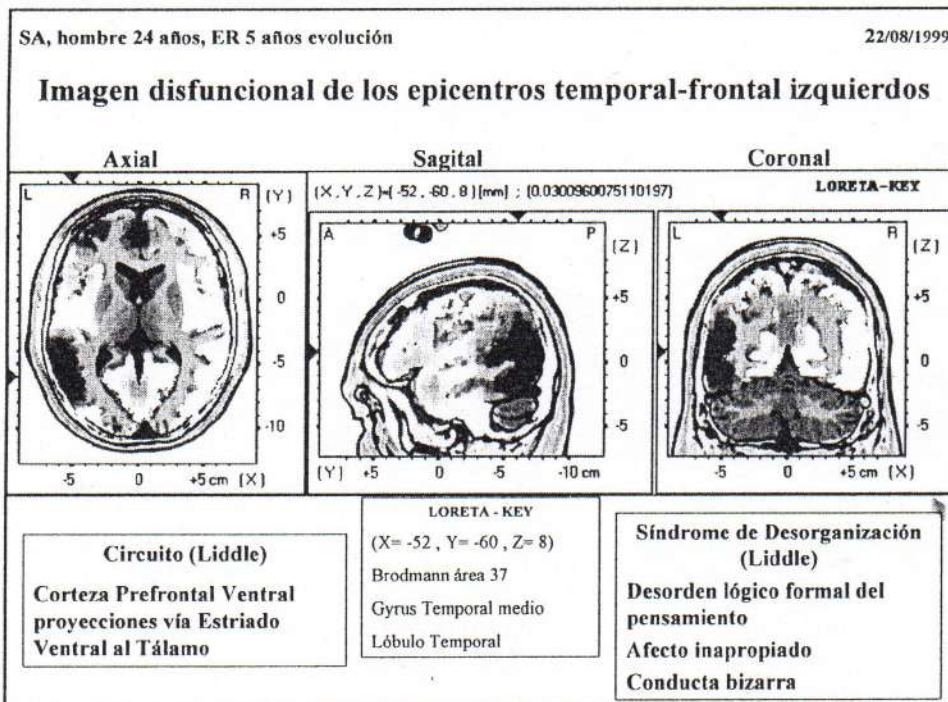 SA, hombre 24 años, ER 5 años evolución
22/08/1999
Imagen disfuncional de los epicentros temporal-frontal izquierdos
Axial
Sagital
Coronal
L R (Y)
+5
0
-5
-10
-5 0 +5 cm (X)
(X, Y, Z)=(-52, -60, 8)[mm] ; (0.0300960075110197)
LORETA-KEY
A P (Z)
+5
0
-5
(Y) +5 0 -5 -10 cm
L R (Z)
+5
0
-5
-5 0 +5 cm (X)
Circuito (Liddle)
Corteza Prefrontal Ventral
proyecciones vía Estriado
Ventral al Tálamo
LORETA - KEY
(X= -52 , Y= -60 , Z= 8)
Brodmann área 37
Gyrus Temporal medio
Lóbulo Temporal
Síndrome de Desorganización
(Liddle)
Desorden lógico formal del
pensamiento
Afecto inapropiado
Conducta bizarra